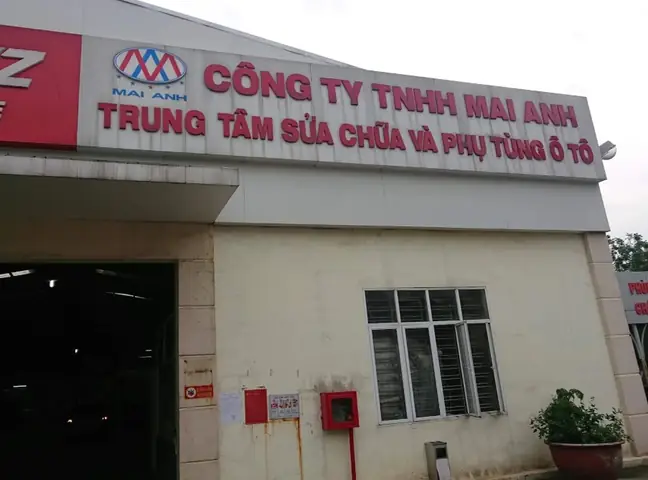 MAI ANH
CÔNG TY TNHH MAI ANH
TRUNG TÂM SỬA CHỮA VÀ PHỤ TÙNG Ô TÔ